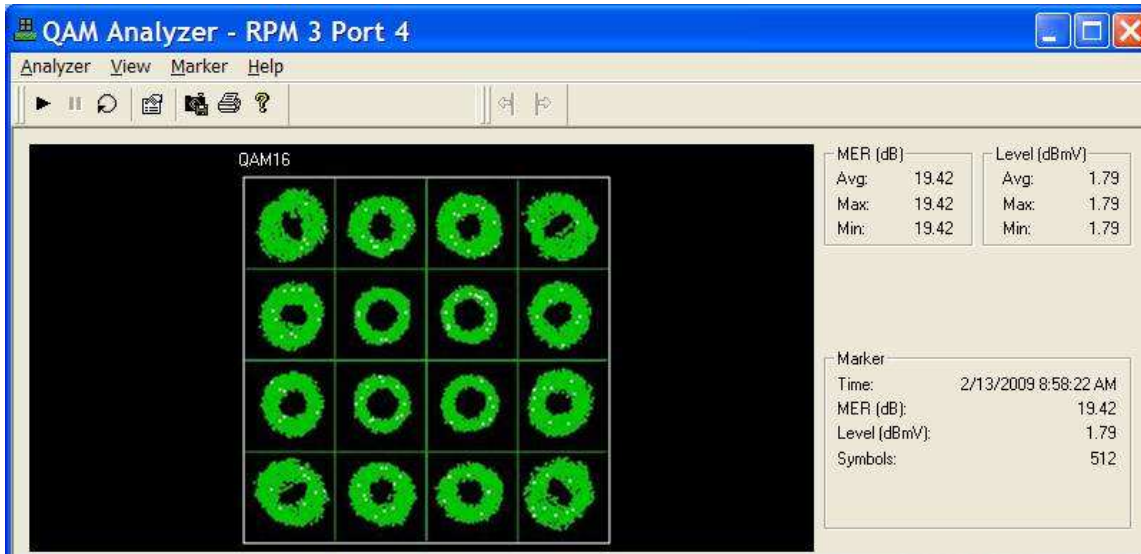 QAM Analyzer - RPM 3 Port 4
Analyzer View Marker Help
QAM16
MER (dB)
Avg: 19.42
Max: 19.42
Min: 19.42
Level (dBmV)
Avg: 1.79
Max: 1.79
Min: 1.79
Marker
Time: 2/13/2009 8:58:22 AM
MER (dB): 19.42
Level (dBmV): 1.79
Symbols: 512